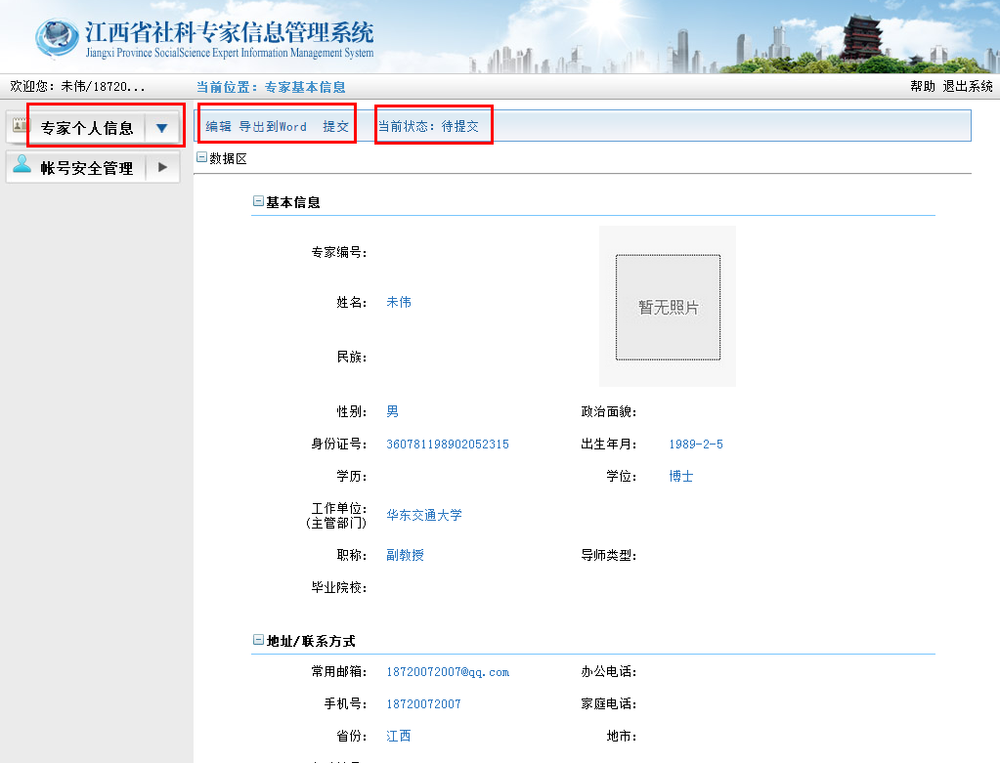 江西省社科专家信息管理系统
Jiangxi Province SocialScience Expert Information Management System
欢迎您: 未伟/18720... 当前位置: 专家基本信息 帮助 退出系统
专家个人信息 编辑 导出到Word 提交 当前状态: 待提交
帐号安全管理 数据区
基本信息
专家编号:
姓名: 未伟 暂无照片
民族:
性别: 男 政治面貌:
身份证号: 360781198902052315 出生年月: 1989-2-5
学历: 学位: 博士
工作单位:
(主管部门) 华东交通大学
职称: 副教授 导师类型:
毕业院校:
地址/联系方式
常用邮箱: 18720072007@qq.com 办公电话:
手机号: 18720072007 家庭电话:
省份: 江西 地市: